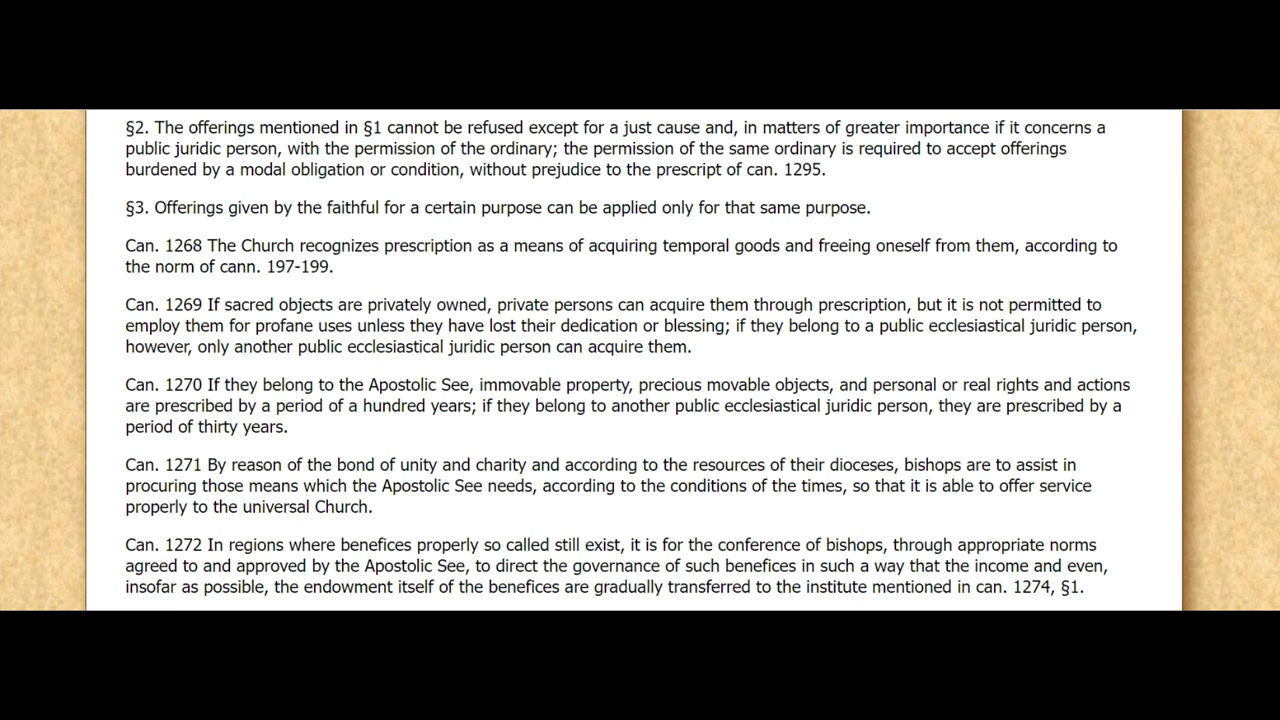 §2. The offerings mentioned in §1 cannot be refused except for a just cause and, in matters of greater importance if it concerns a
public juridic person, with the permission of the ordinary; the permission of the same ordinary is required to accept offerings
burdened by a modal obligation or condition, without prejudice to the prescript of can. 1295.
§3. Offerings given by the faithful for a certain purpose can be applied only for that same purpose.
Can. 1268 The Church recognizes prescription as a means of acquiring temporal goods and freeing oneself from them, according to
the norm of cann. 197-199.
Can. 1269 If sacred objects are privately owned, private persons can acquire them through prescription, but it is not permitted to
employ them for profane uses unless they have lost their dedication or blessing; if they belong to a public ecclesiastical juridic person,
however, only another public ecclesiastical juridic person can acquire them.
Can. 1270 If they belong to the Apostolic See, immovable property, precious movable objects, and personal or real rights and actions
are prescribed by a period of a hundred years; if they belong to another public ecclesiastical juridic person, they are prescribed by a
period of thirty years.
Can. 1271 By reason of the bond of unity and charity and according to the resources of their dioceses, bishops are to assist in
procuring those means which the Apostolic See needs, according to the conditions of the times, so that it is able to offer service
properly to the universal Church.
Can. 1272 In regions where benefices properly so called still exist, it is for the conference of bishops, through appropriate norms
agreed to and approved by the Apostolic See, to direct the governance of such benefices in such a way that the income and even,
insofar as possible, the endowment itself of the benefices are gradually transferred to the institute mentioned in can. 1274, §1.